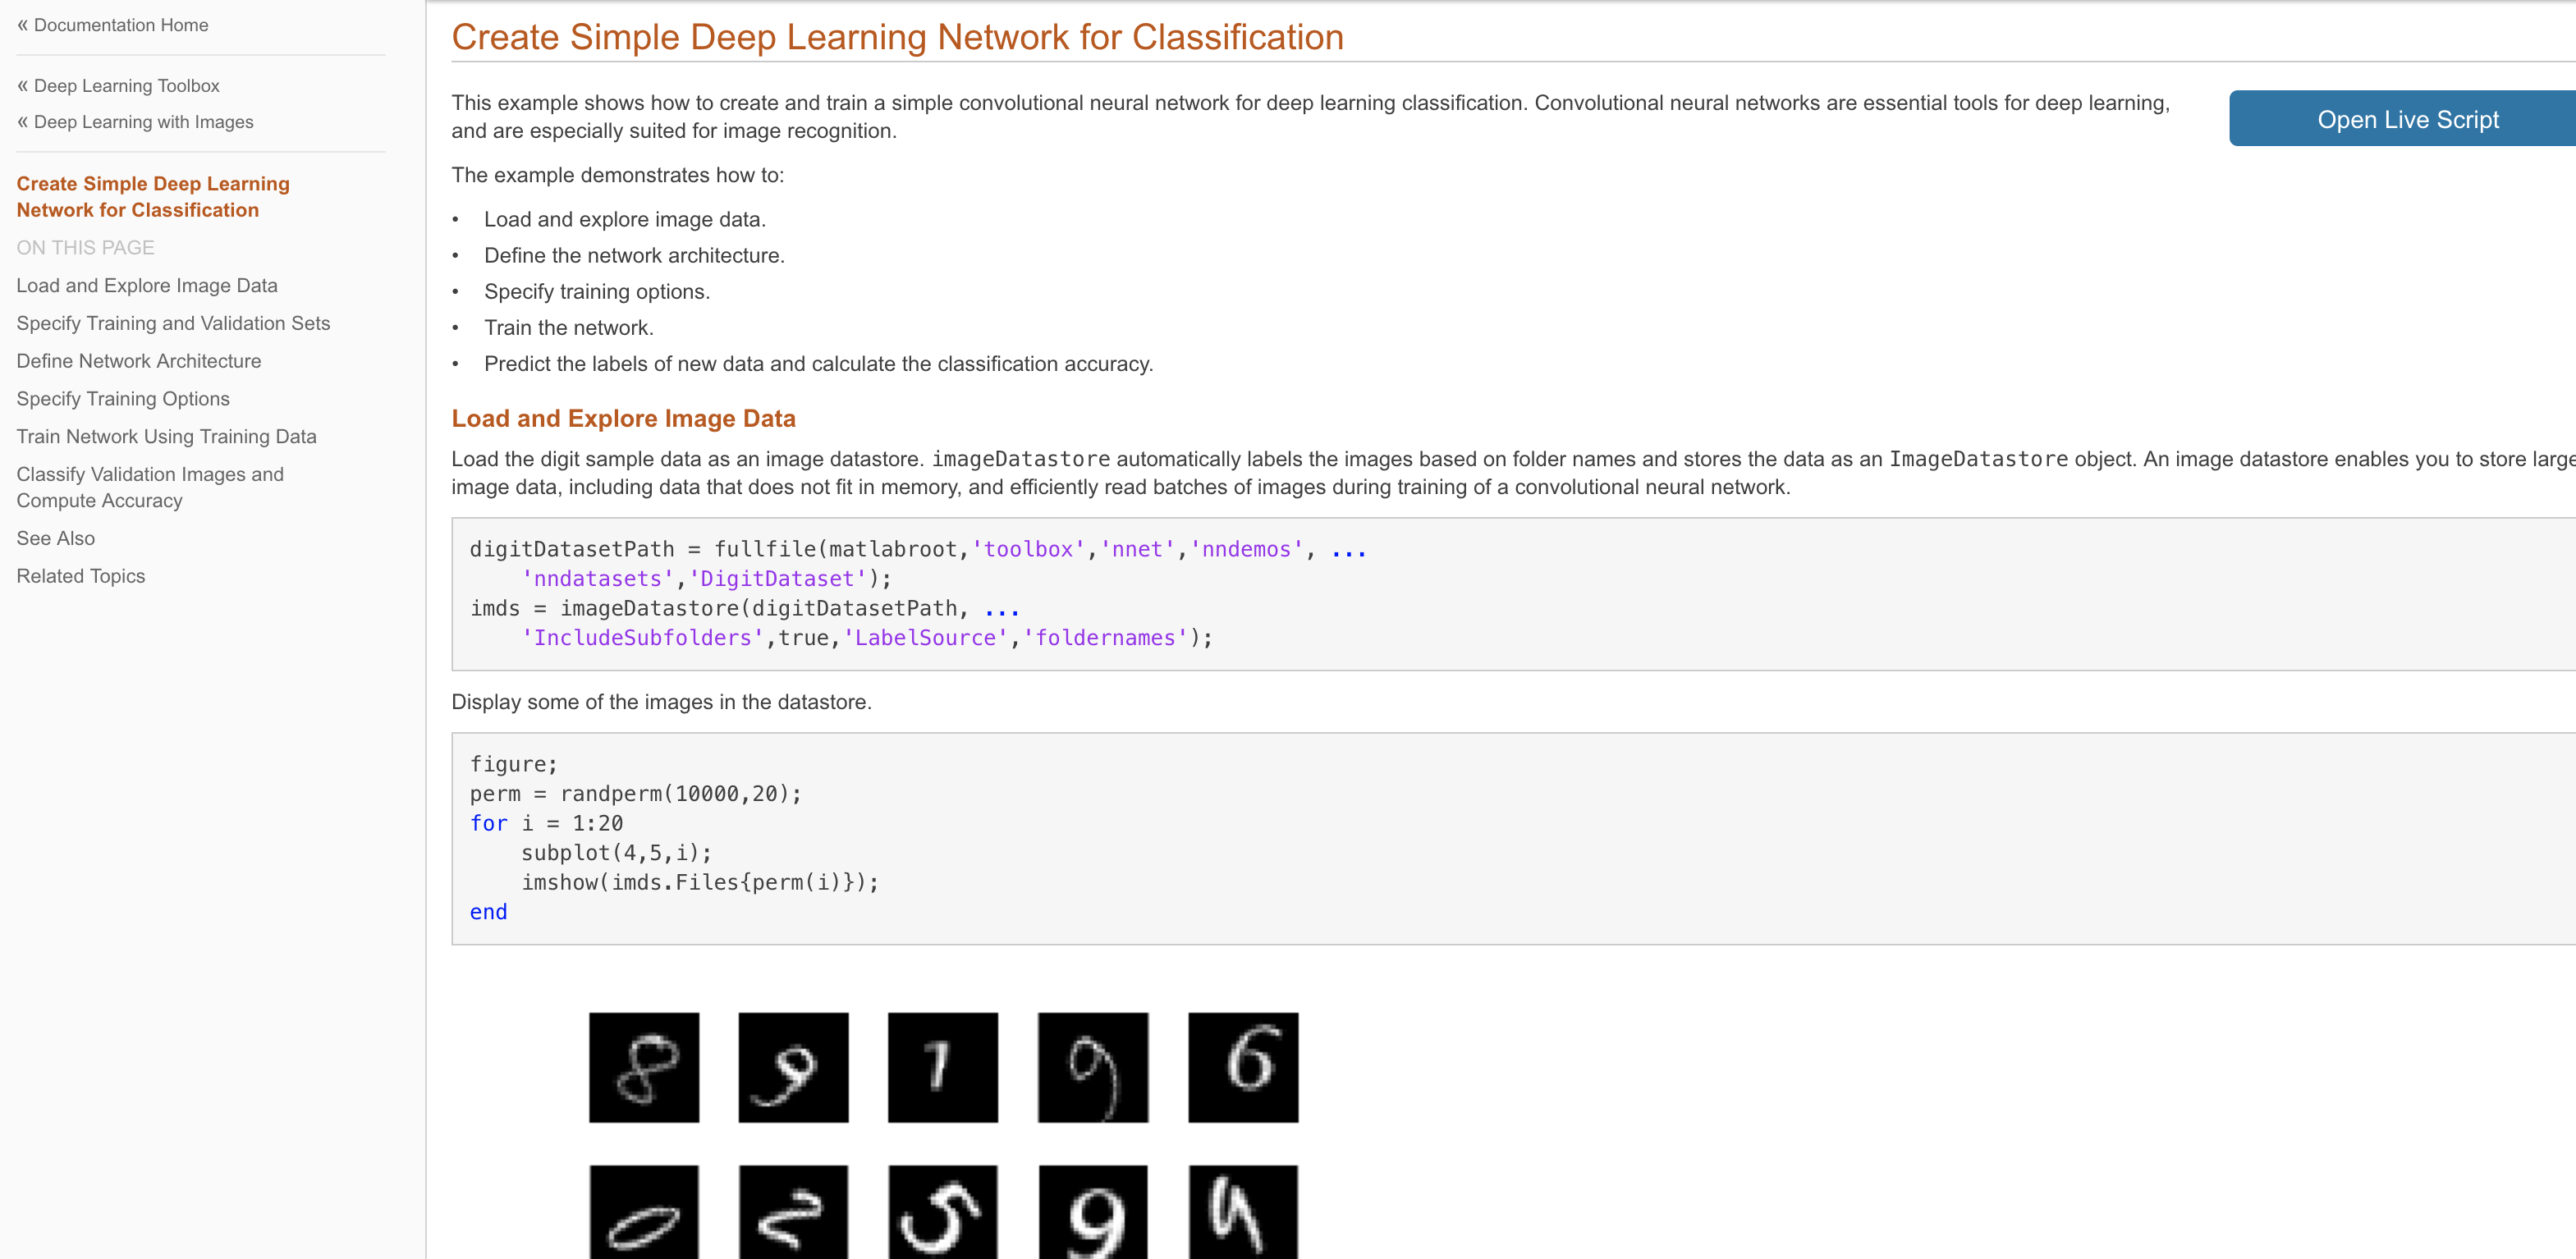 « Documentation Home
« Deep Learning Toolbox
« Deep Learning with Images
Create Simple Deep Learning
Network for Classification
ON THIS PAGE
Load and Explore Image Data
Specify Training and Validation Sets
Define Network Architecture
Specify Training Options
Train Network Using Training Data
Classify Validation Images and
Compute Accuracy
See Also
Related Topics
Create Simple Deep Learning Network for Classification
This example shows how to create and train a simple convolutional neural network for deep learning classification. Convolutional neural networks are essential tools for deep learning,
and are especially suited for image recognition.
Open Live Script
The example demonstrates how to:
• Load and explore image data.
• Define the network architecture.
• Specify training options.
• Train the network.
• Predict the labels of new data and calculate the classification accuracy.
Load and Explore Image Data
Load the digit sample data as an image datastore. imageDatastore automatically labels the images based on folder names and stores the data as an ImageDatastore object. An image datastore enables you to store large
image data, including data that does not fit in memory, and efficiently read batches of images during training of a convolutional neural network.
digitDatasetPath = fullfile(matlabroot,'toolbox','nnet','nndemos', ...
    'nndatasets','DigitDataset');
imds = imageDatastore(digitDatasetPath, ...
    'IncludeSubfolders',true,'LabelSource','foldernames');
Display some of the images in the datastore.
figure;
perm = randperm(10000,20);
for i = 1:20
    subplot(4,5,i);
    imshow(imds.Files{perm(i)});
end
8 9 1 9 6
0 2 5 9